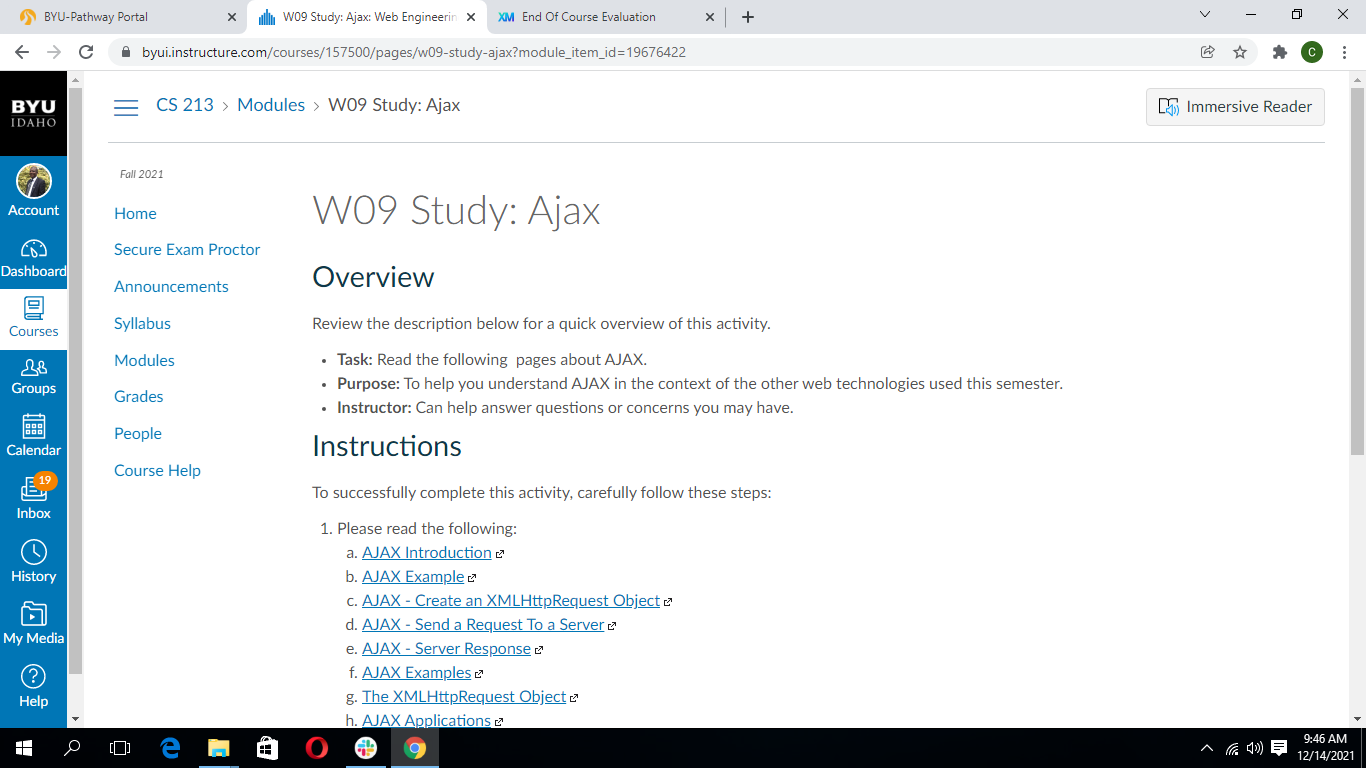 BYU-Pathway Portal
W09 Study: Ajax: Web Engineerin
XM End Of Course Evaluation
byui.instructure.com/courses/157500/pages/w09-study-ajax?module_item_id=19676422
C
BYU
IDAHO
Account
Dashboard
Courses
Groups
Calendar
19
Inbox
History
My Media
Help
CS 213 > Modules > W09 Study: Ajax
Immersive Reader
Fall 2021
Home
Secure Exam Proctor
Announcements
Syllabus
Modules
Grades
People
Course Help
W09 Study: Ajax
Overview
Review the description below for a quick overview of this activity.
• Task: Read the following pages about AJAX.
• Purpose: To help you understand AJAX in the context of the other web technologies used this semester.
• Instructor: Can help answer questions or concerns you may have.
Instructions
To successfully complete this activity, carefully follow these steps:
1. Please read the following:
a. AJAX Introduction
b. AJAX Example
c. AJAX - Create an XMLHttpRequest Object
d. AJAX - Send a Request To a Server
e. AJAX - Server Response
f. AJAX Examples
g. The XMLHttpRequest Object
h. AJAX Applications
9:46 AM
12/14/2021